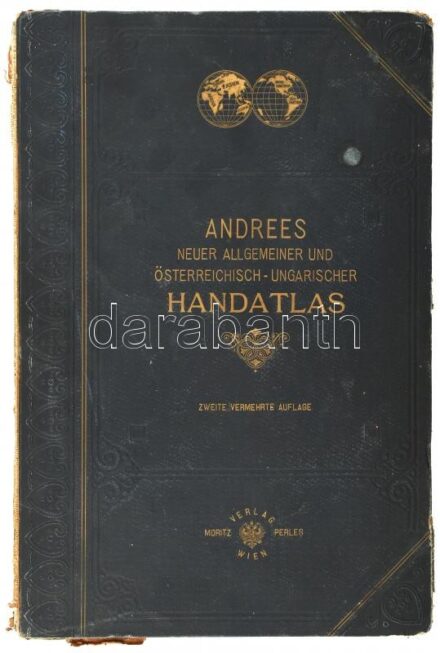 ANDREES
NEUER ALLGEMEINER UND
ÖSTERREICHISCH-UNGARISCHER
HANDATLAS
darabanth
ZWEITE VERMEHRTE AUFLAGE
VERLAG
MORITZ PERLES
WIEN